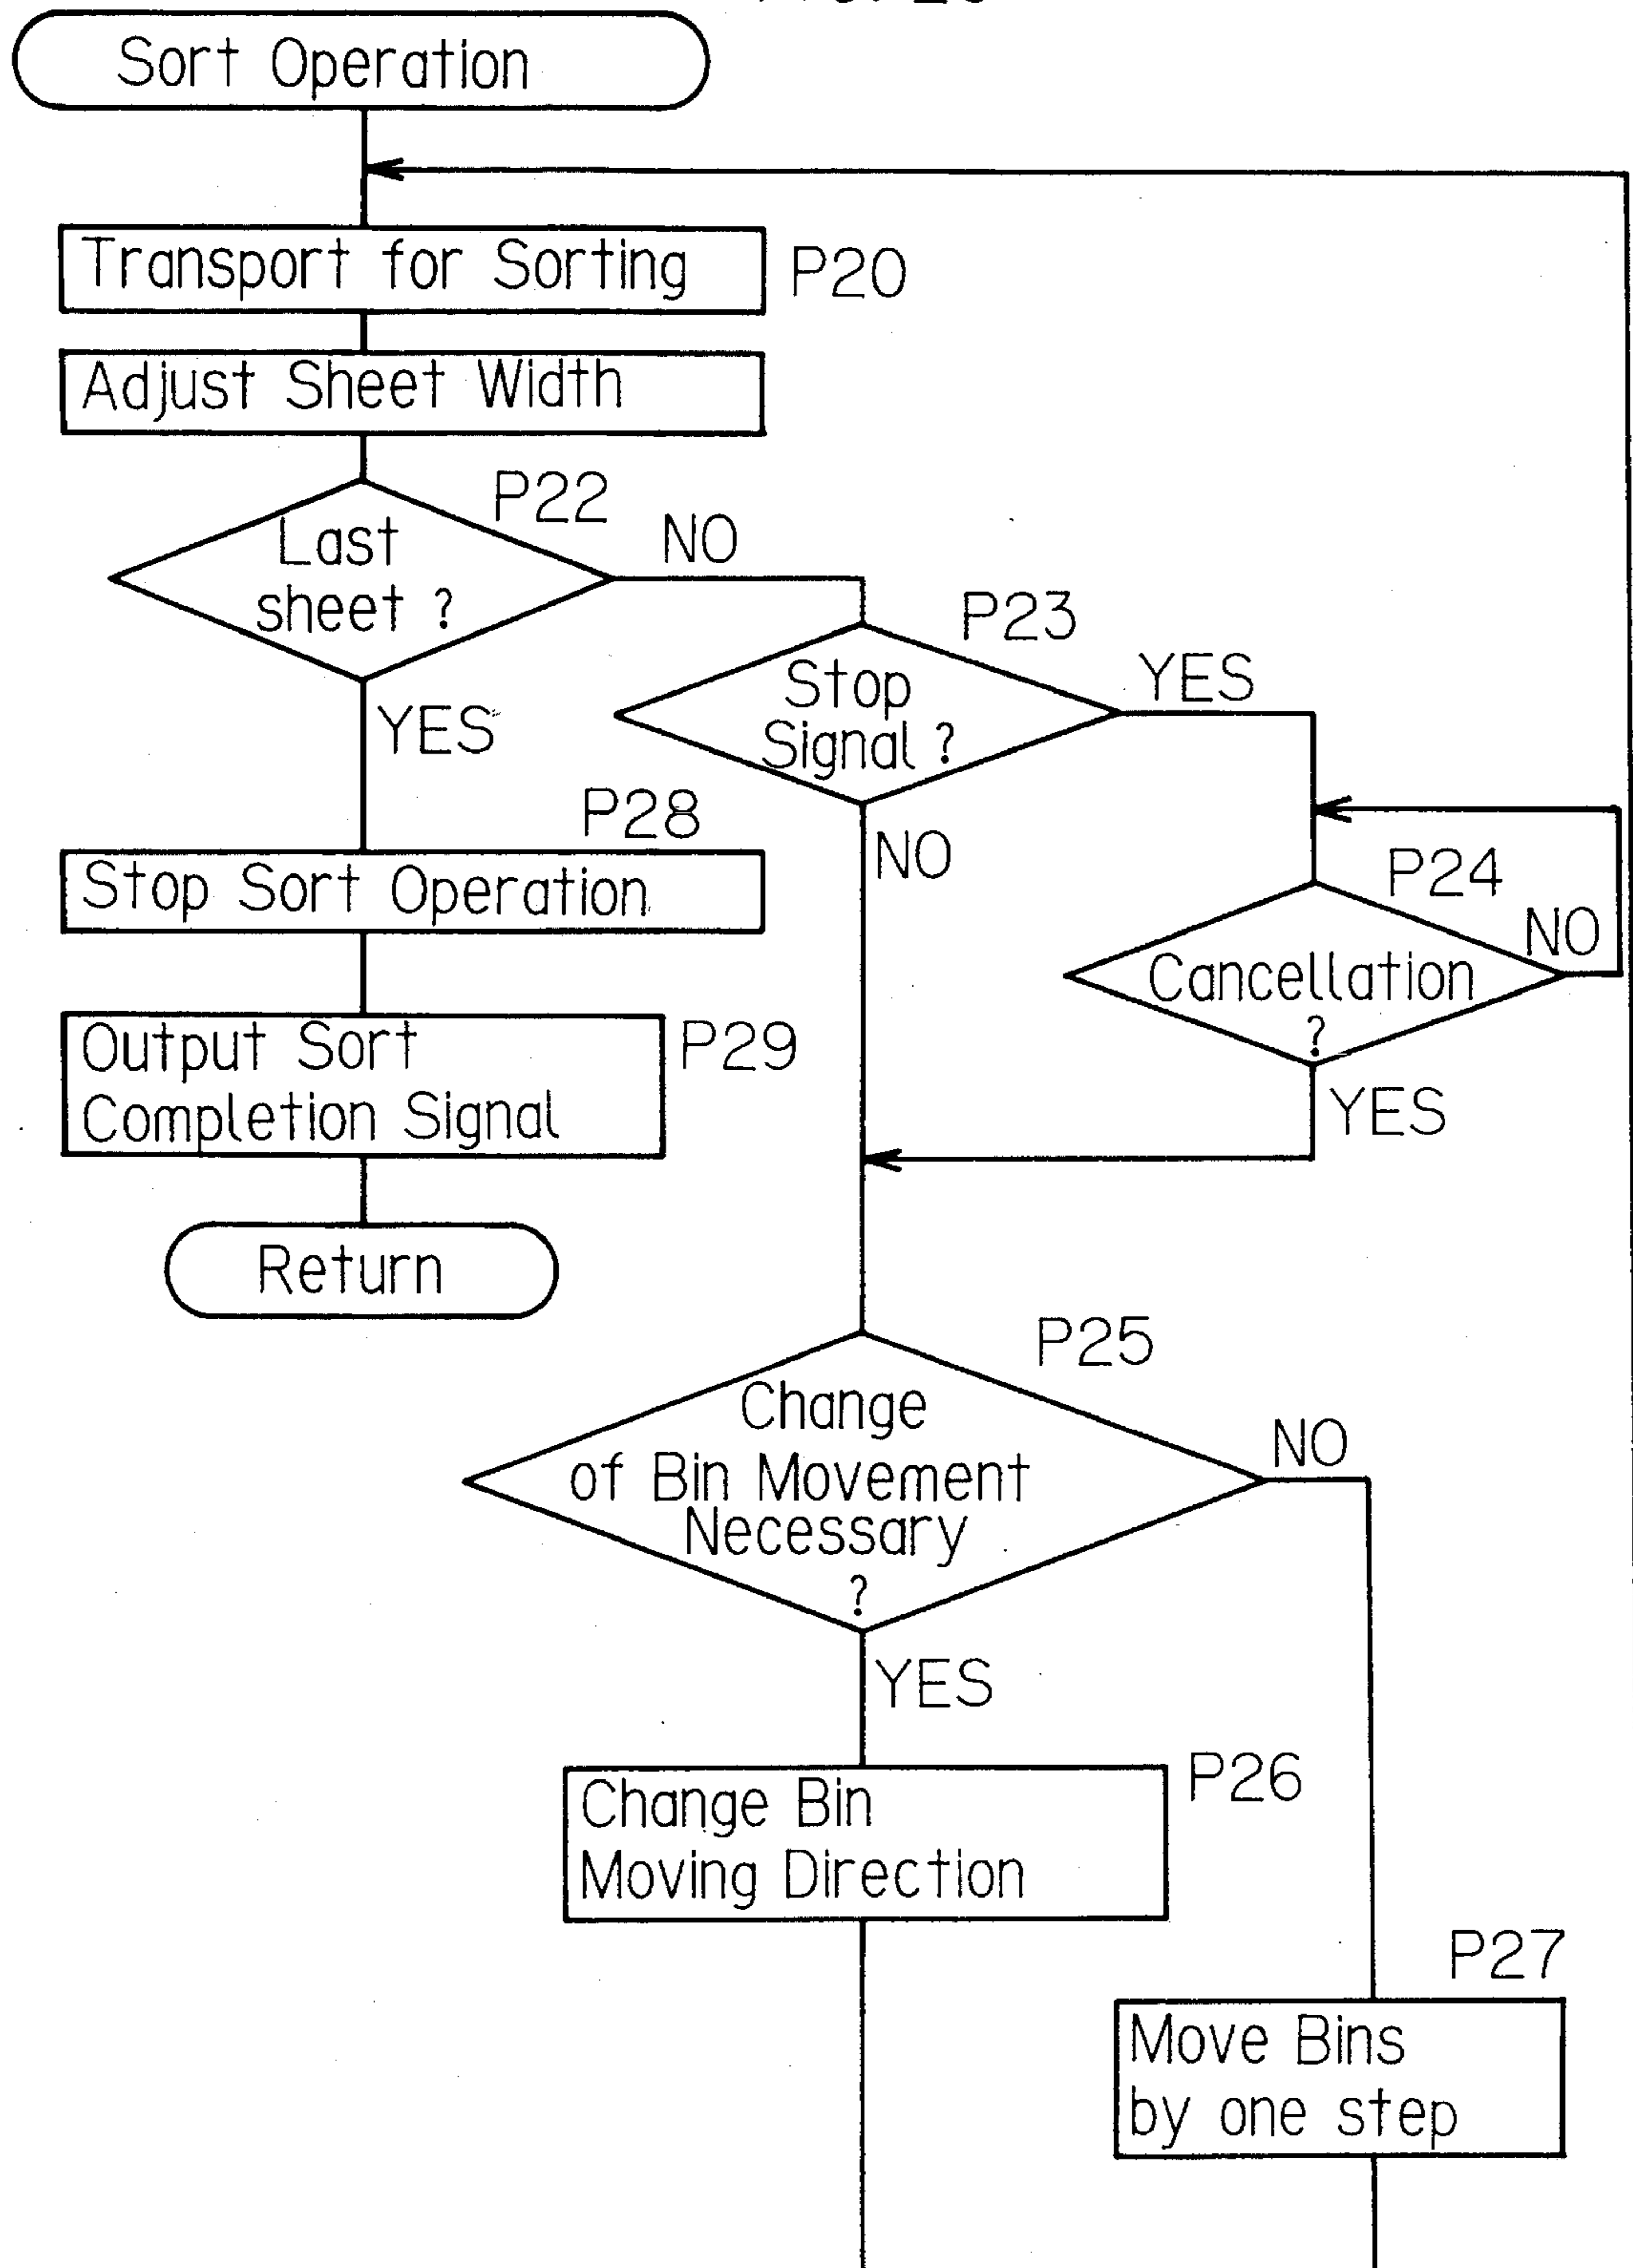 Sort Operation
Transport for Sorting
P20
Adjust Sheet Width
P22
Last
sheet ?
NO
YES
P23
Stop
Signal ?
YES
NO
P24
Cancellation
?
NO
YES
P28
Stop Sort Operation
P29
Output Sort
Completion Signal
Return
P25
Change
of Bin Movement
Necessary
?
NO
YES
P26
Change Bin
Moving Direction
P27
Move Bins
by one step